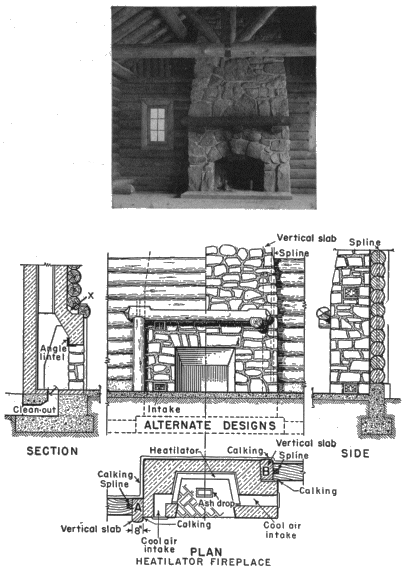 Vertical slab
Spline
Spline
X
Angle
lintel
Clean-out
Intake
ALTERNATE DESIGNS
SECTION
SIDE
Heatilator
Calking
Vertical slab
Spline
Calking
Spline
A
B
Ash drop
Calking
Vertical slab
8"
Calking
Cool air
intake
Cool air
intake
PLAN
HEATILATOR FIREPLACE